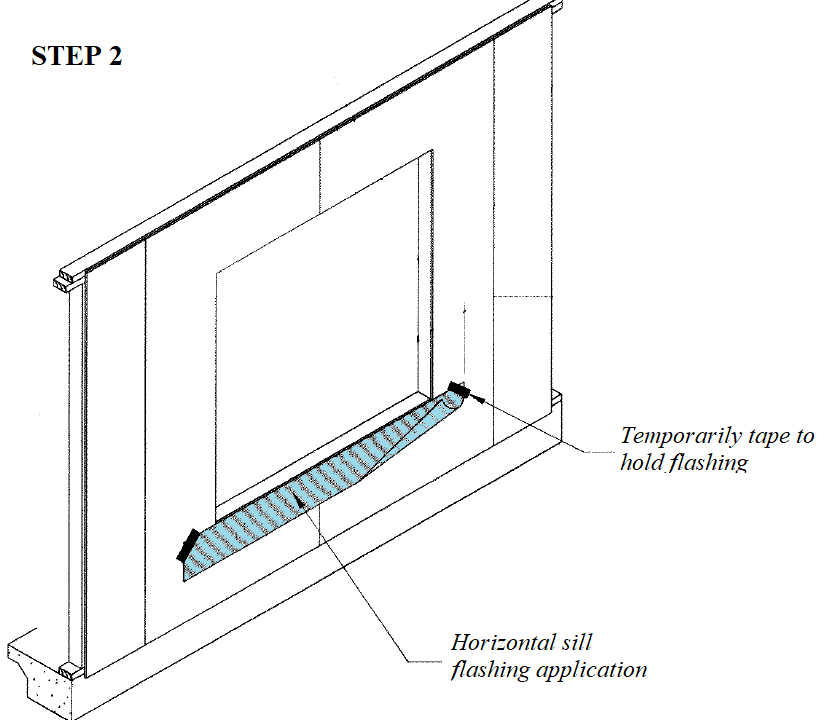 STEP 2
Temporarily tape to
hold flashing
Horizontal sill
flashing application